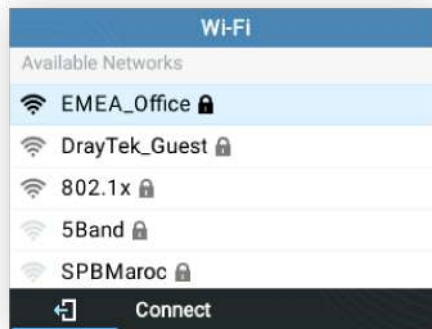 Wi-Fi
Available Networks
EMEA_Office
DrayTek_Guest
802.1x
5Band
SPBMaroc
Connect